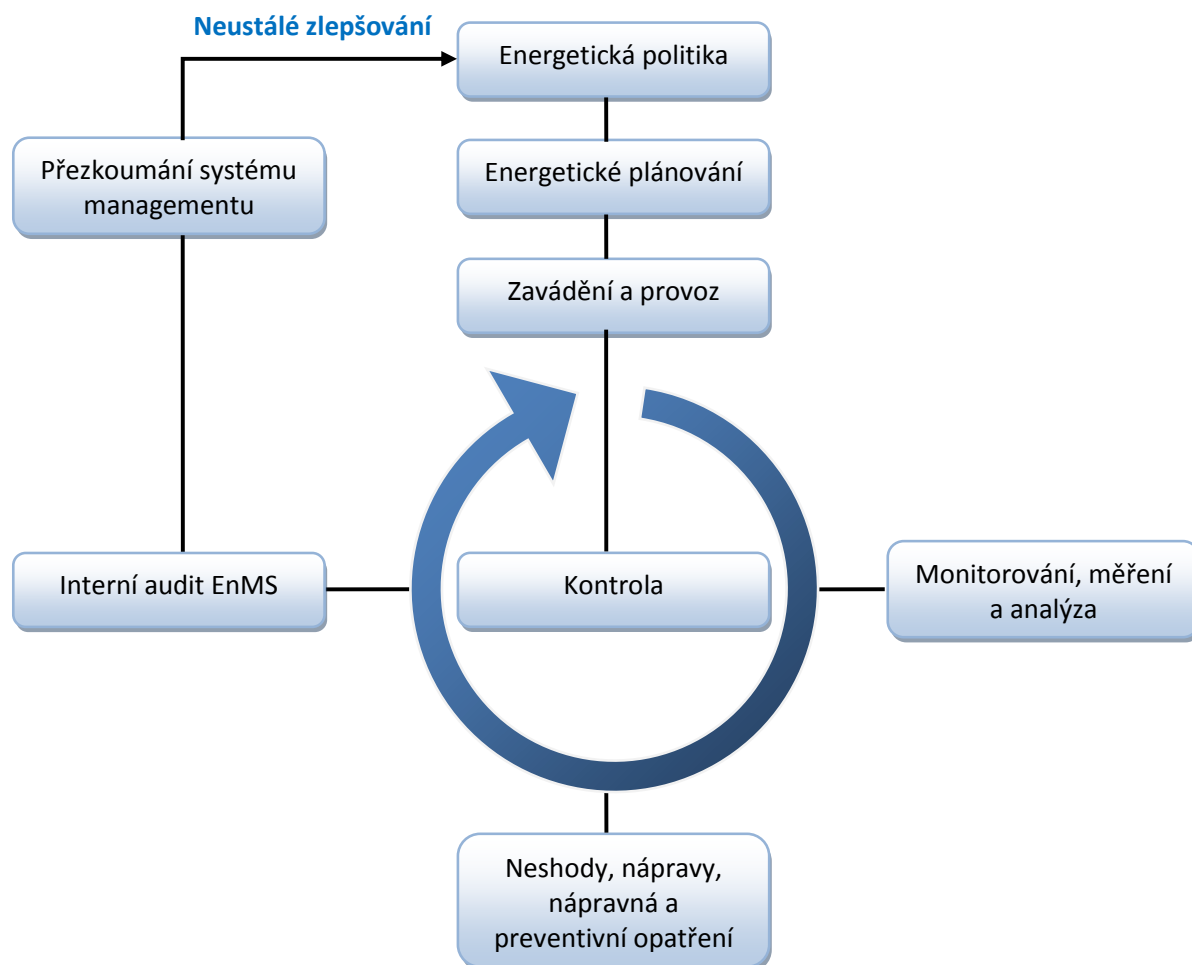 Neustálé zlepšování
Energetická politika
Přezkoumání systému
managementu
Energetické plánování
Zavádění a provoz
Interní audit EnMS
Kontrola
Monitorování, měření
a analýza
Neshody, nápravy,
nápravná a
preventivní opatření